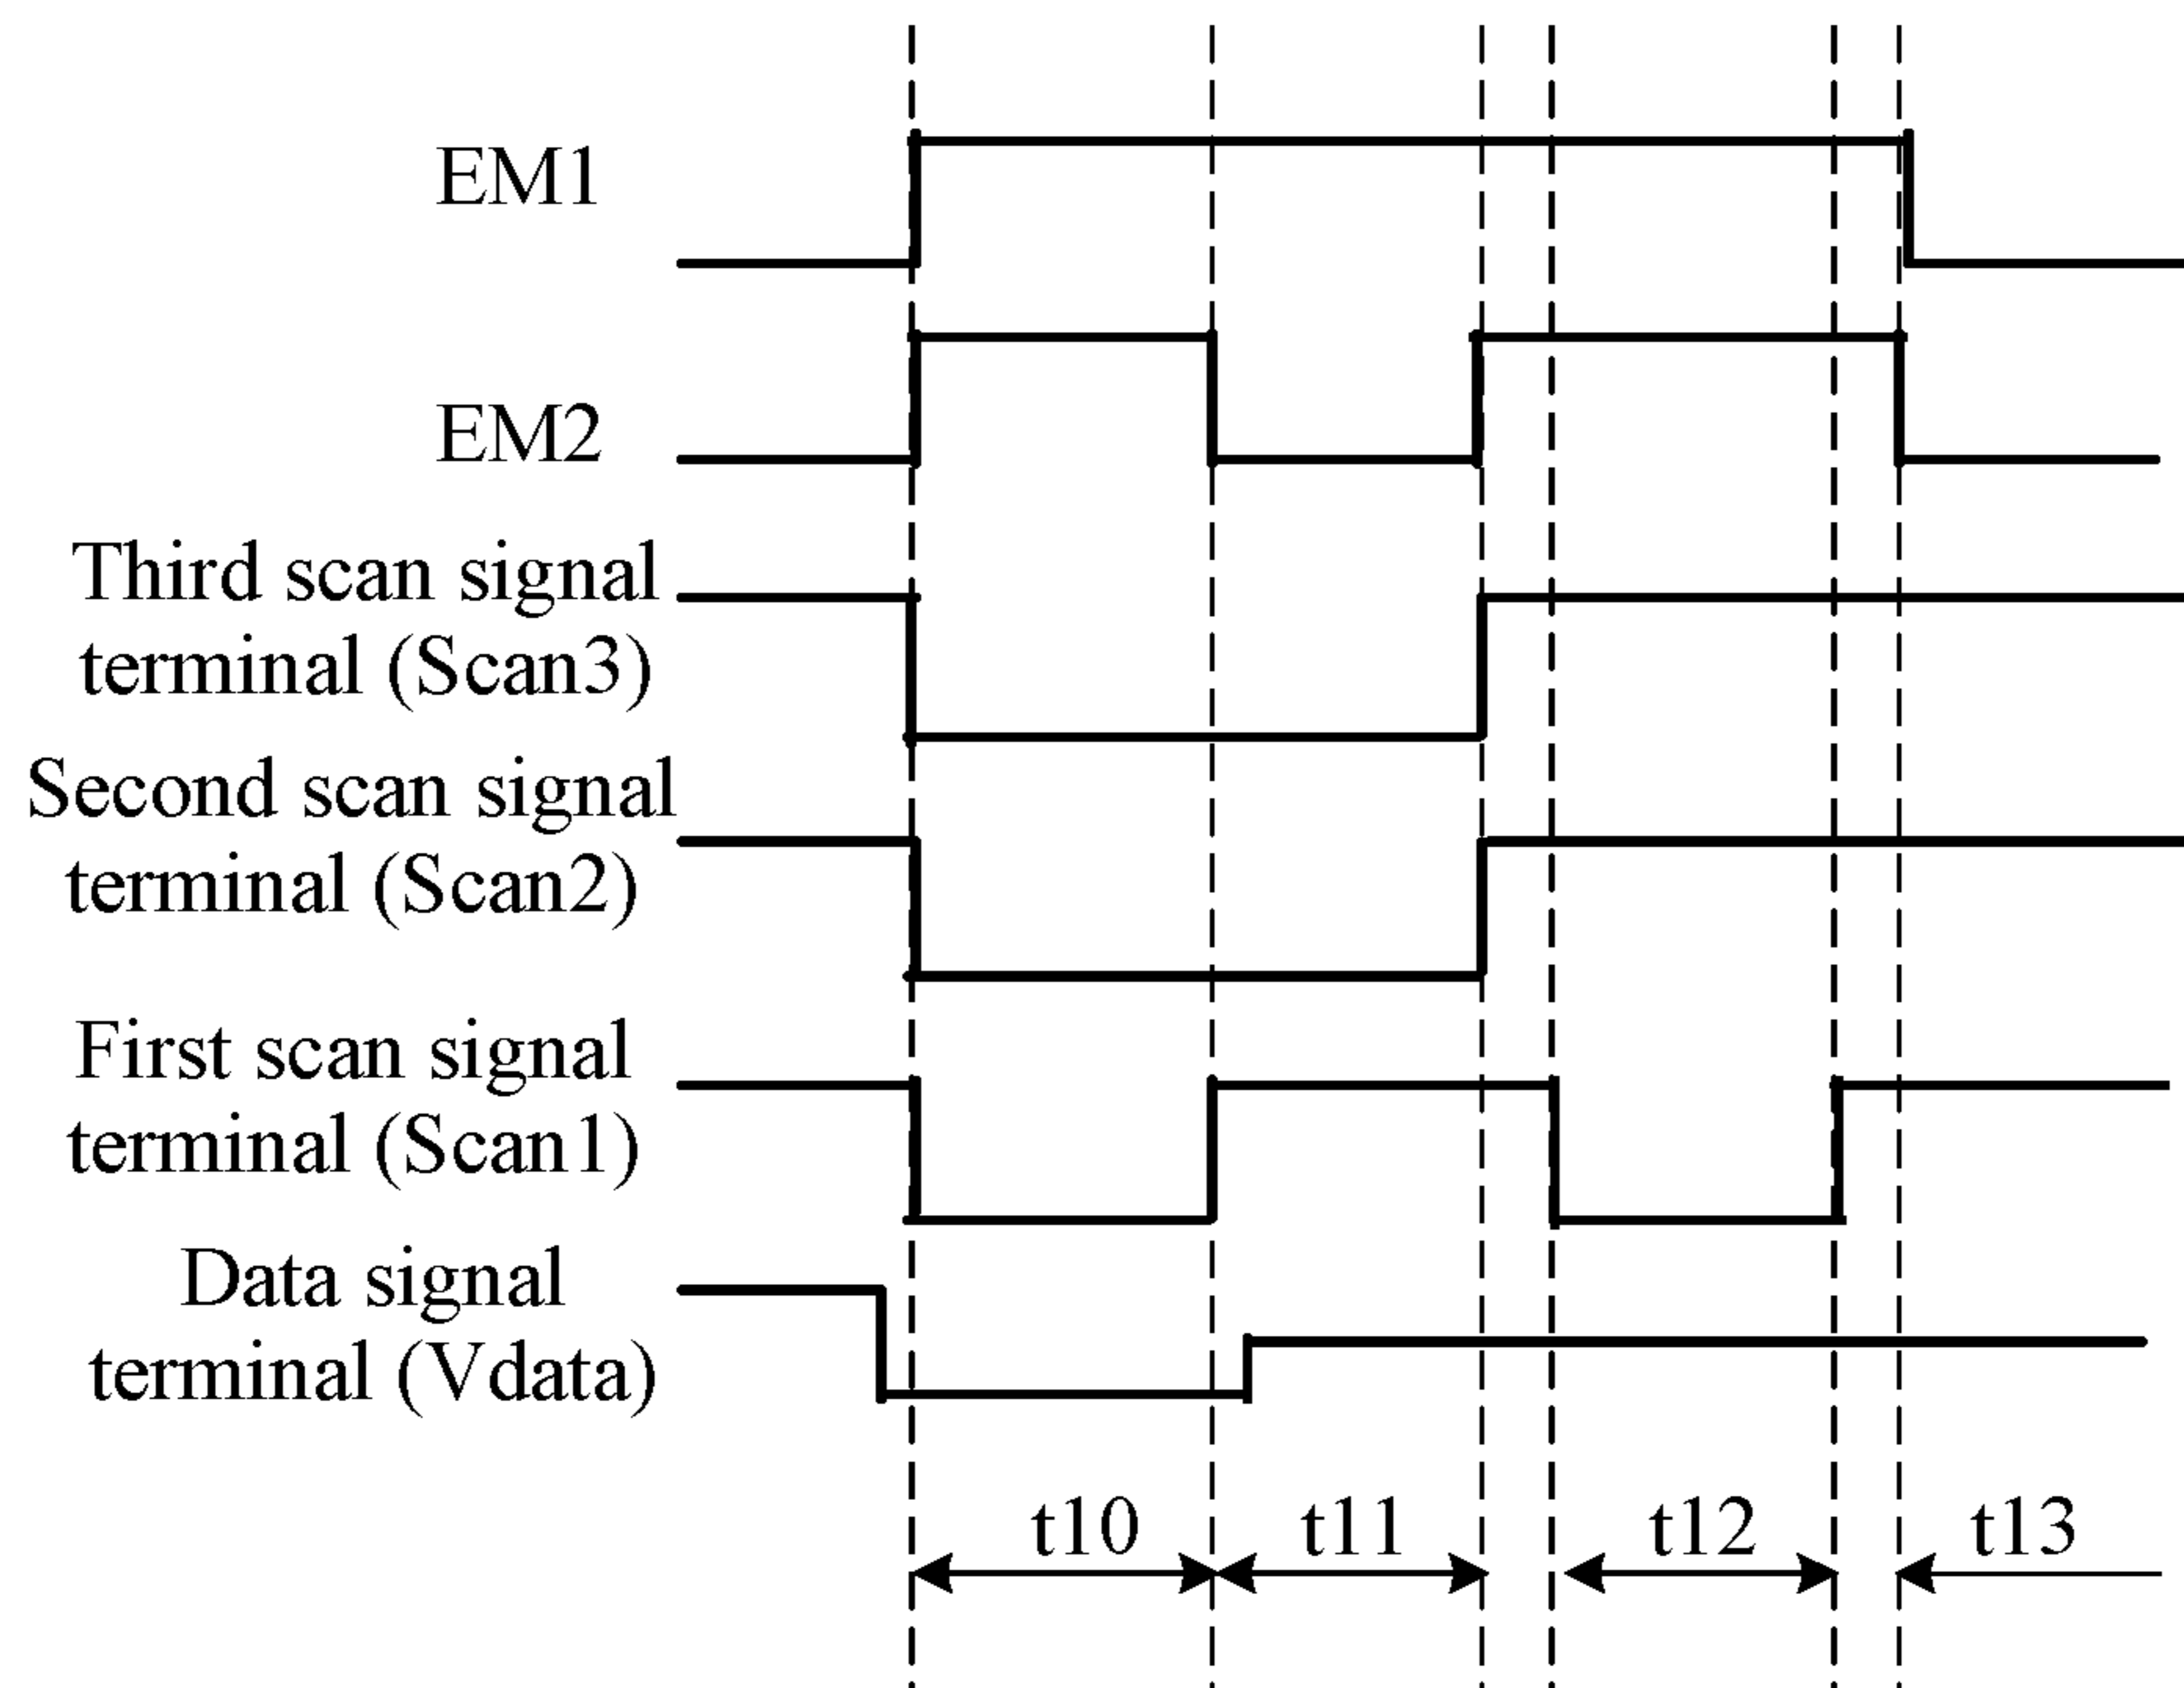 EM1
EM2
Third scan signal
terminal (Scan3)
Second scan signal
terminal (Scan2)
First scan signal
terminal (Scan1)
Data signal
terminal (Vdata)
t10 t11 t12 t13